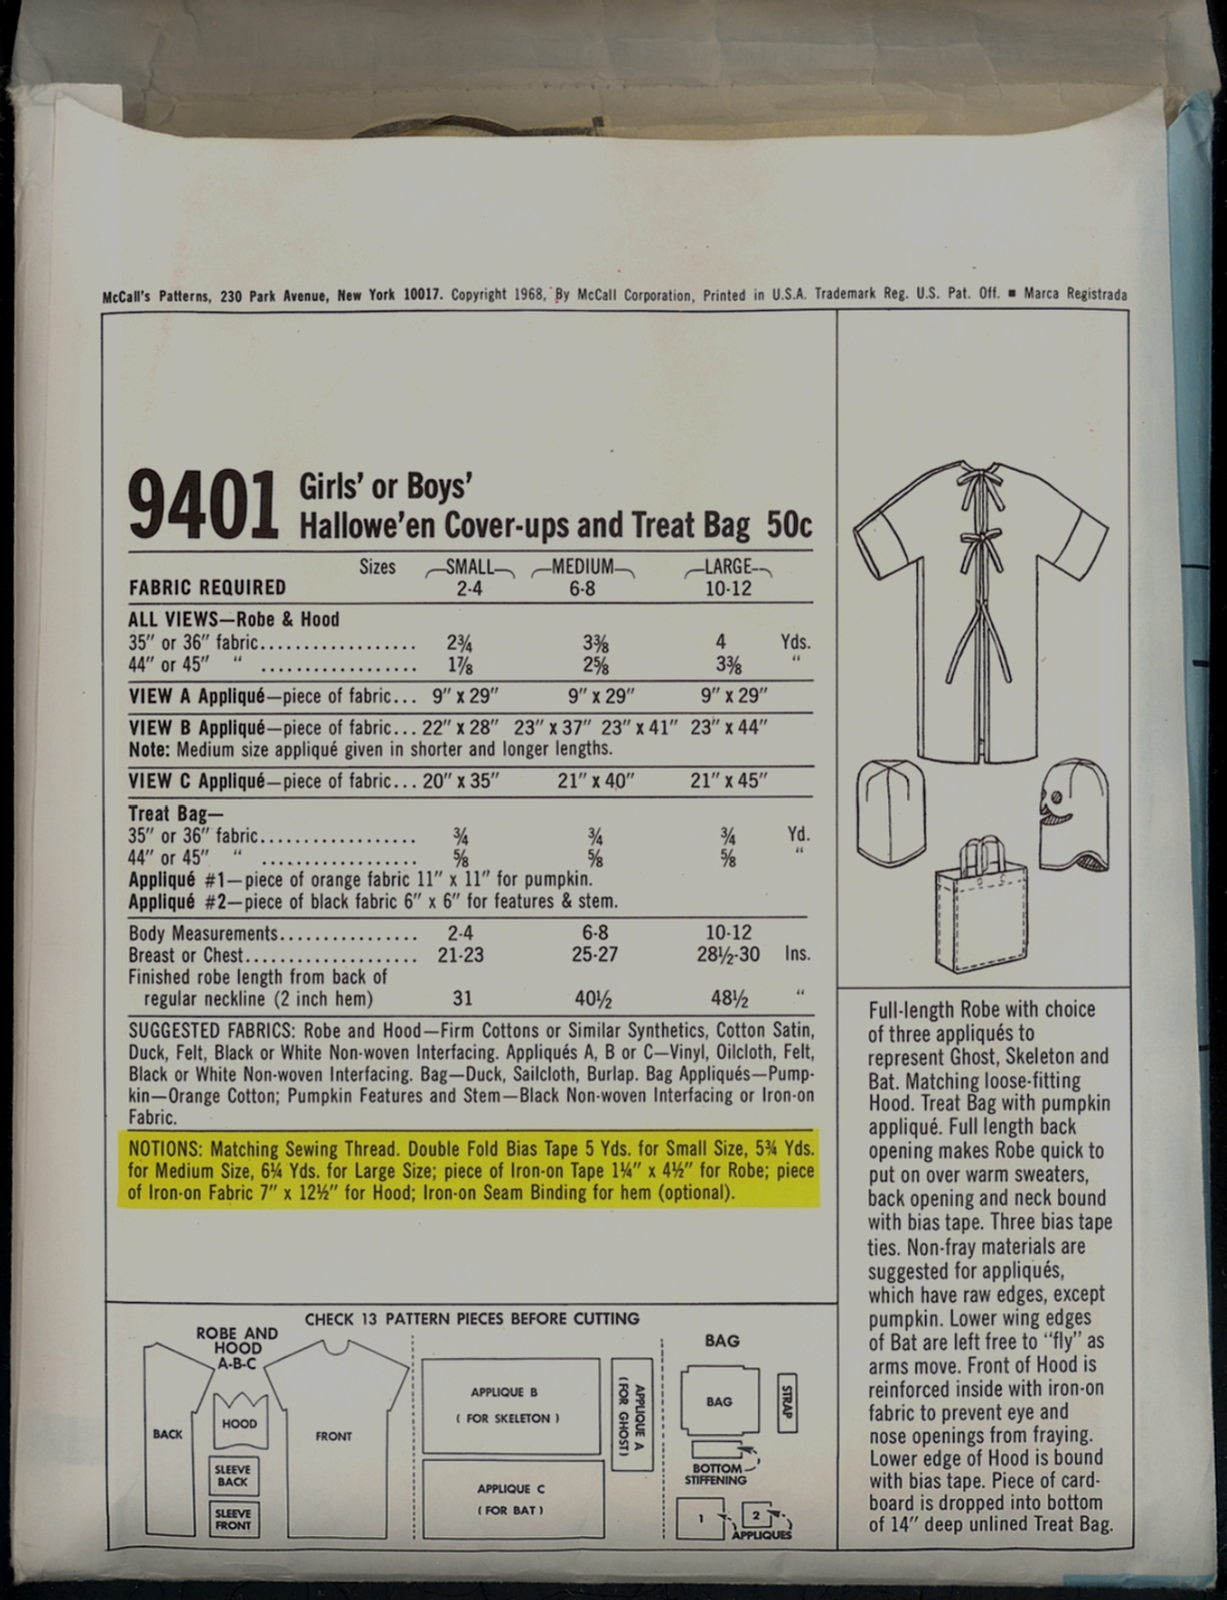 McCall's Patterns, 230 Park Avenue, New York 10017. Copyright 1968, By McCall Corporation, Printed in U.S.A. Trademark Reg. U.S. Pat. Off. ■ Marca Registrada
9401 Girls' or Boys'
Hallowe'en Cover-ups and Treat Bag 50c
Sizes SMALL MEDIUM LARGE
FABRIC REQUIRED 2-4 6-8 10-12
ALL VIEWS—Robe & Hood
35" or 36" fabric.................. 2¾ 3⅜ 4 Yds.
44" or 45" " .................. 1⅞ 2⅝ 3⅜ "
VIEW A Appliqué—piece of fabric... 9" x 29" 9" x 29" 9" x 29"
VIEW B Appliqué—piece of fabric... 22" x 28" 23" x 37" 23" x 41" 23" x 44"
Note: Medium size appliqué given in shorter and longer lengths.
VIEW C Appliqué—piece of fabric... 20" x 35" 21" x 40" 21" x 45"
Treat Bag—
35" or 36" fabric.................. ¾ ¾ ¾ Yd.
44" or 45" " .................. ⅝ ⅝ ⅝ "
Appliqué #1—piece of orange fabric 11" x 11" for pumpkin.
Appliqué #2—piece of black fabric 6" x 6" for features & stem.
Body Measurements................ 2-4 6-8 10-12
Breast or Chest.................... 21-23 25-27 28½-30 Ins.
Finished robe length from back of
regular neckline (2 inch hem) 31 40½ 48½ "
SUGGESTED FABRICS: Robe and Hood—Firm Cottons or Similar Synthetics, Cotton Satin,
Duck, Felt, Black or White Non-woven Interfacing. Appliqués A, B or C—Vinyl, Oilcloth, Felt,
Black or White Non-woven Interfacing. Bag—Duck, Sailcloth, Burlap. Bag Appliqués—Pump-
kin—Orange Cotton; Pumpkin Features and Stem—Black Non-woven Interfacing or Iron-on
Fabric.
NOTIONS: Matching Sewing Thread. Double Fold Bias Tape 5 Yds. for Small Size, 5¾ Yds.
for Medium Size, 6¼ Yds. for Large Size; piece of Iron-on Tape 1¼" x 4½" for Robe; piece
of Iron-on Fabric 7" x 12½" for Hood; Iron-on Seam Binding for hem (optional).
Full-length Robe with choice
of three appliqués to
represent Ghost, Skeleton and
Bat. Matching loose-fitting
Hood. Treat Bag with pumpkin
appliqué. Full length back
opening makes Robe quick to
put on over warm sweaters,
back opening and neck bound
with bias tape. Three bias tape
ties. Non-fray materials are
suggested for appliqués,
which have raw edges, except
pumpkin. Lower wing edges
of Bat are left free to "fly" as
arms move. Front of Hood is
reinforced inside with iron-on
fabric to prevent eye and
nose openings from fraying.
Lower edge of Hood is bound
with bias tape. Piece of card-
board is dropped into bottom
of 14" deep unlined Treat Bag.
CHECK 13 PATTERN PIECES BEFORE CUTTING
ROBE AND
HOOD
A-B-C
BACK
HOOD
SLEEVE
BACK
SLEEVE
FRONT
FRONT
APPLIQUE B
( FOR SKELETON )
APPLIQUE C
( FOR BAT )
APPLIQUE A
(FOR GHOST)
BAG
BAG
STRAP
BOTTOM
STIFFENING
1
2
APPLIQUES